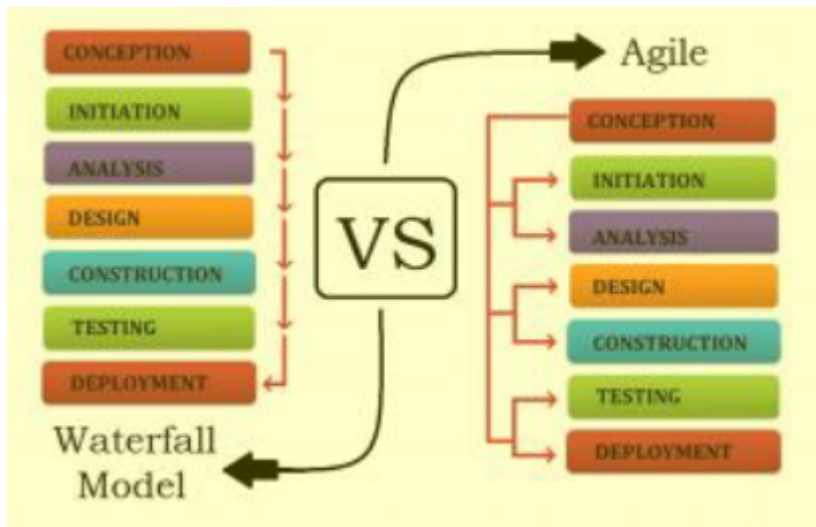 CONCEPTION
INITIATION
ANALYSIS
DESIGN
CONSTRUCTION
TESTING
DEPLOYMENT
Waterfall
Model
VS
Agile
CONCEPTION
INITIATION
ANALYSIS
DESIGN
CONSTRUCTION
TESTING
DEPLOYMENT